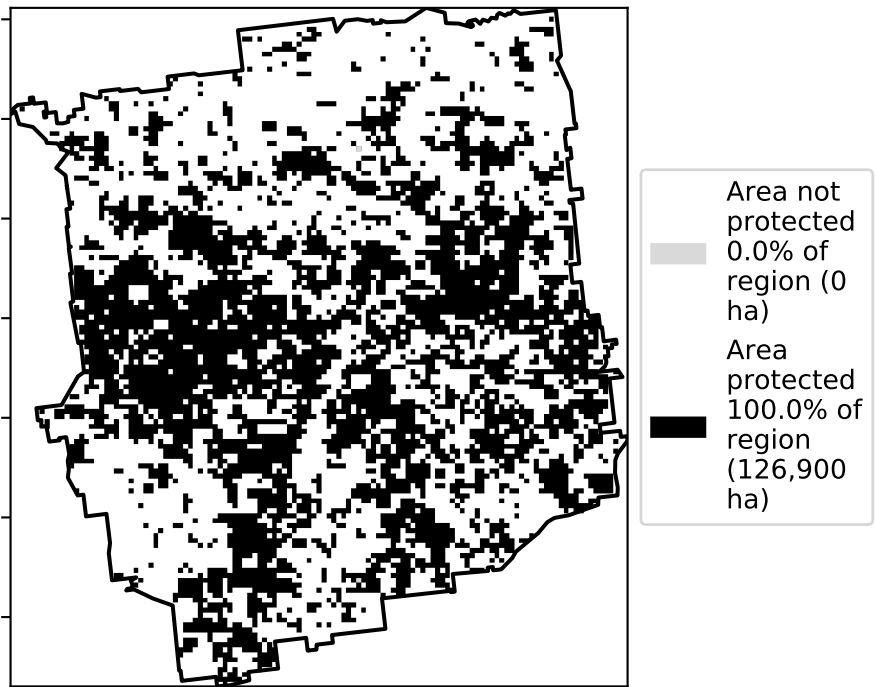 Area not
protected
0.0% of
region (0
ha)
Area
protected
100.0% of
region
(126,900
ha)